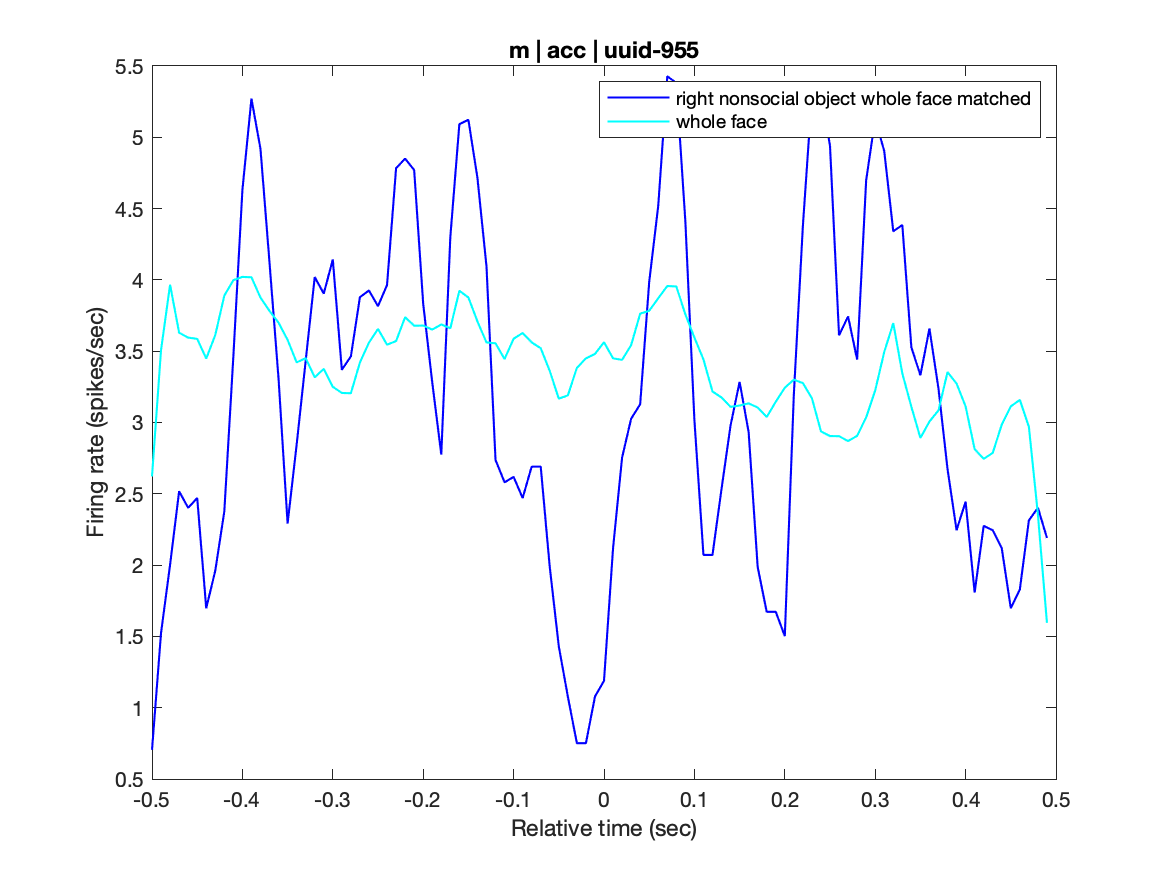 m | acc | uuid-955
right nonsocial object whole face matched
whole face
5.5
5
4.5
4
3.5
3
2.5
2
1.5
1
0.5
Firing rate (spikes/sec)
-0.5 -0.4 -0.3 -0.2 -0.1 0 0.1 0.2 0.3 0.4 0.5
Relative time (sec)